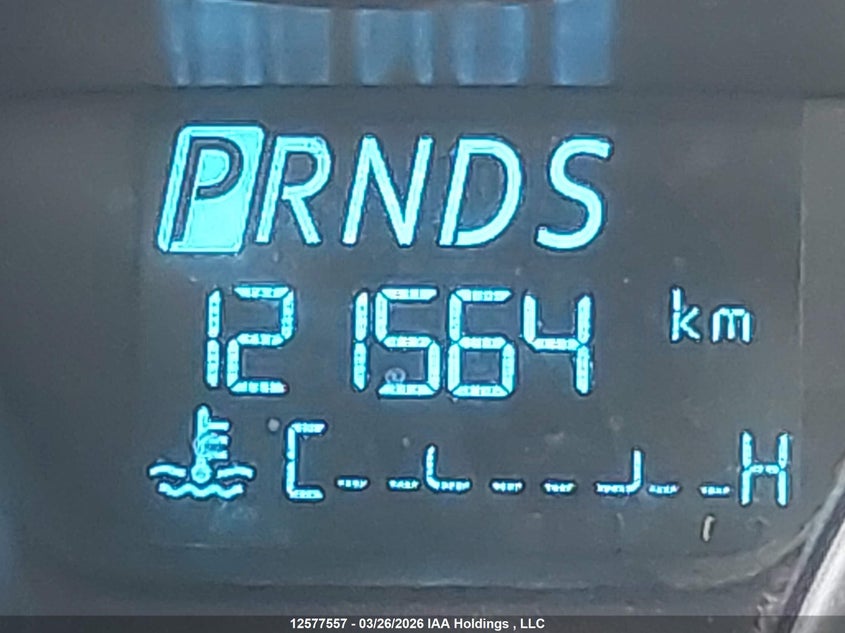 PRNDS
121564 km
C H
12577557 - 03/26/2026 IAA Holdings , LLC